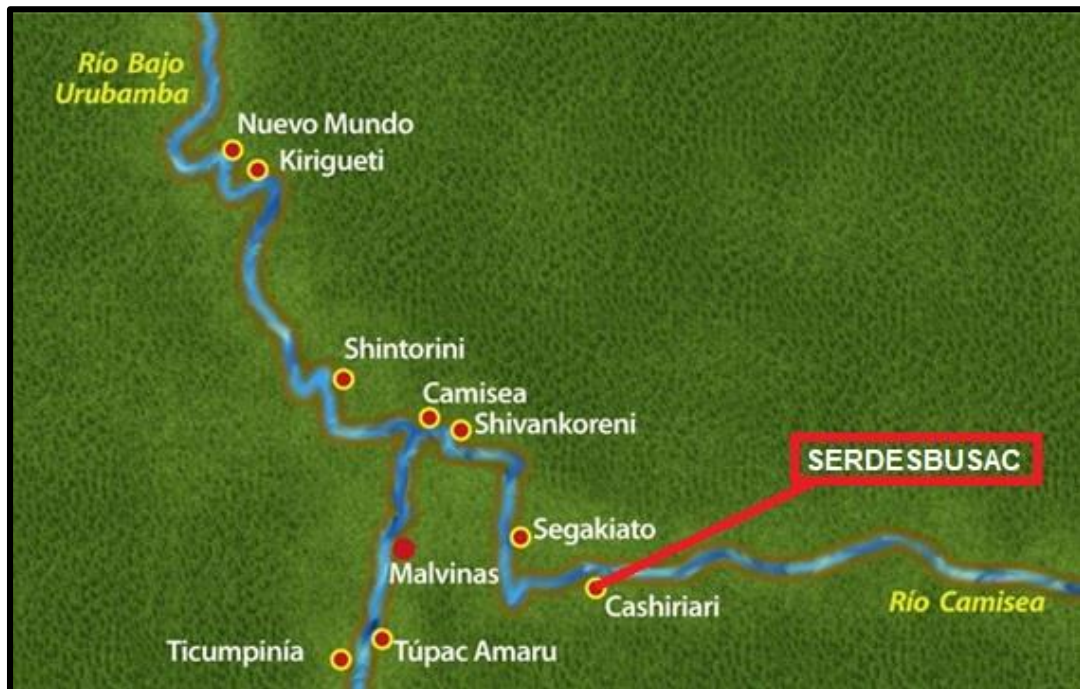 Río Bajo
Urubamba
Nuevo Mundo
Kirigueti
Shintorini
Camisea
Shivankoreni
SERDESBUSAC
Segakiato
Malvinas
Cashiriari
Río Camisea
Ticumpinía
Túpac Amaru